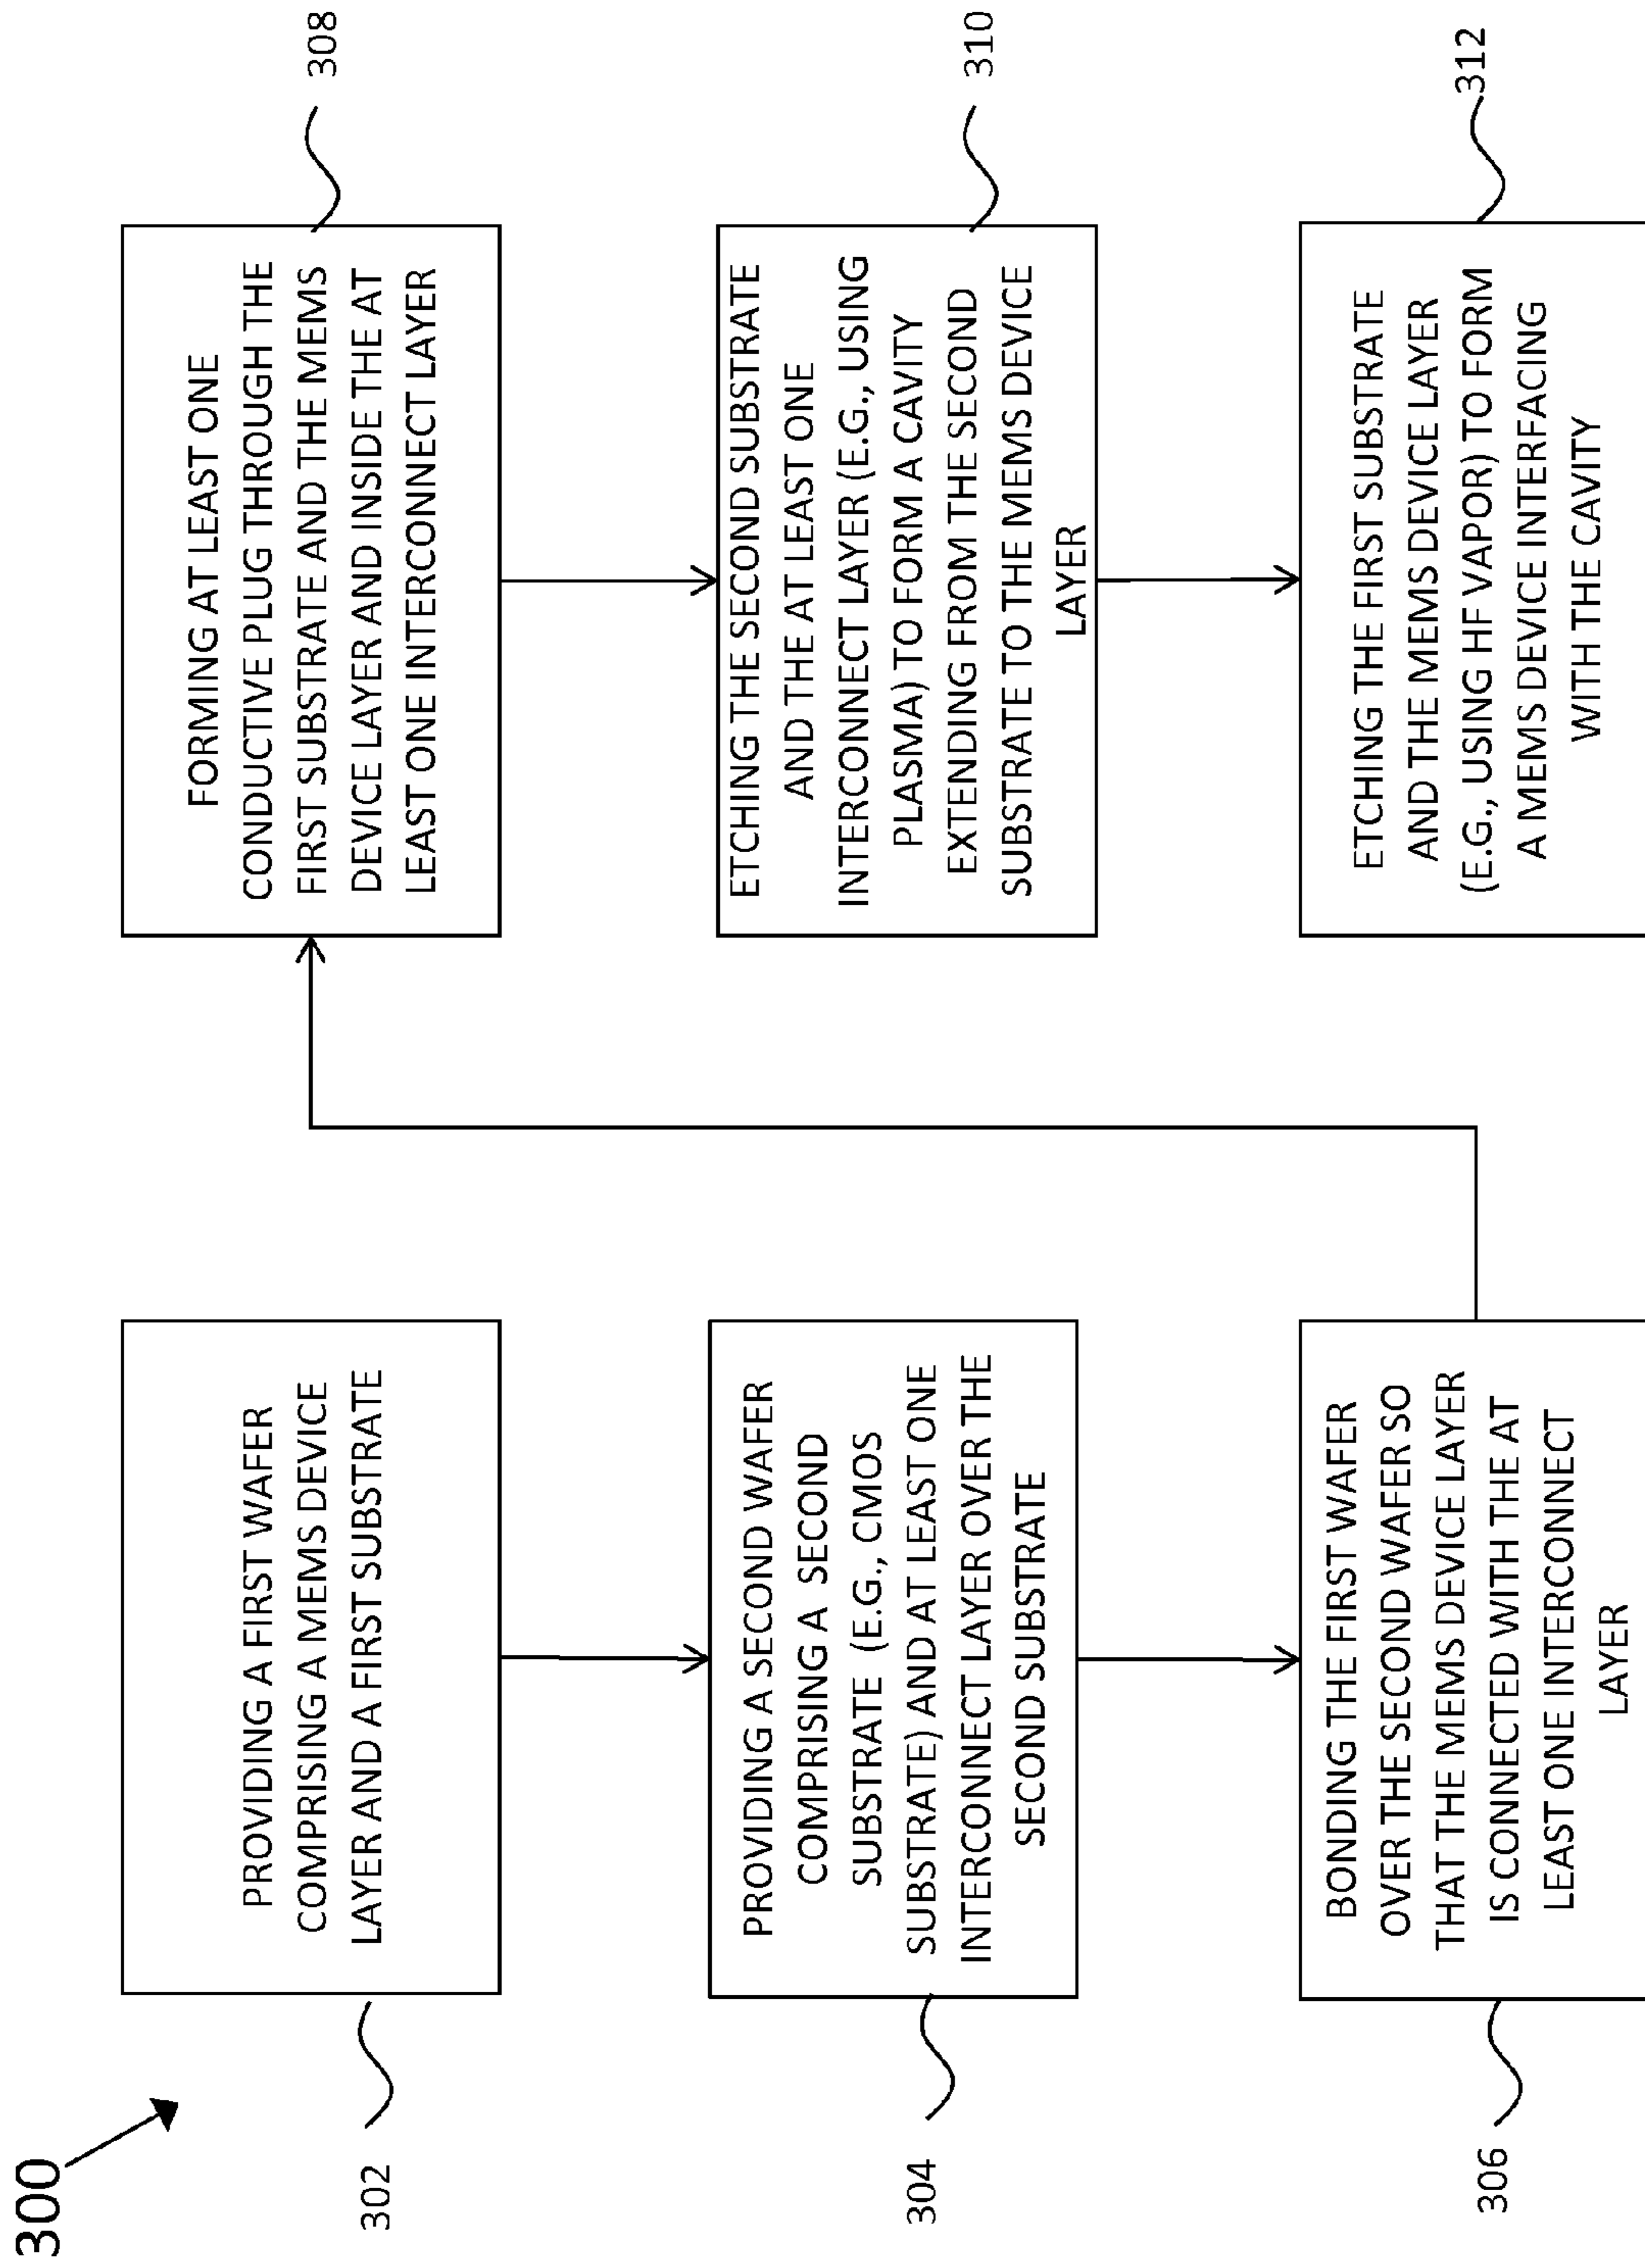 300
302
PROVIDING A FIRST WAFER
COMPRISING A MEMS DEVICE
LAYER AND A FIRST SUBSTRATE
304
PROVIDING A SECOND WAFER
COMPRISING A SECOND
SUBSTRATE (E.G., CMOS
SUBSTRATE) AND AT LEAST ONE
INTERCONNECT LAYER OVER THE
SECOND SUBSTRATE
306
BONDING THE FIRST WAFER
OVER THE SECOND WAFER SO
THAT THE MEMS DEVICE LAYER
IS CONNECTED WITH THE AT
LEAST ONE INTERCONNECT
LAYER
308
FORMING AT LEAST ONE
CONDUCTIVE PLUG THROUGH THE
FIRST SUBSTRATE AND THE MEMS
DEVICE LAYER AND INSIDE THE AT
LEAST ONE INTERCONNECT LAYER
310
ETCHING THE SECOND SUBSTRATE
AND THE AT LEAST ONE
INTERCONNECT LAYER (E.G., USING
PLASMA) TO FORM A CAVITY
EXTENDING FROM THE SECOND
SUBSTRATE TO THE MEMS DEVICE
LAYER
312
ETCHING THE FIRST SUBSTRATE
AND THE MEMS DEVICE LAYER
(E.G., USING HF VAPOR) TO FORM
A MEMS DEVICE INTERFACING
WITH THE CAVITY